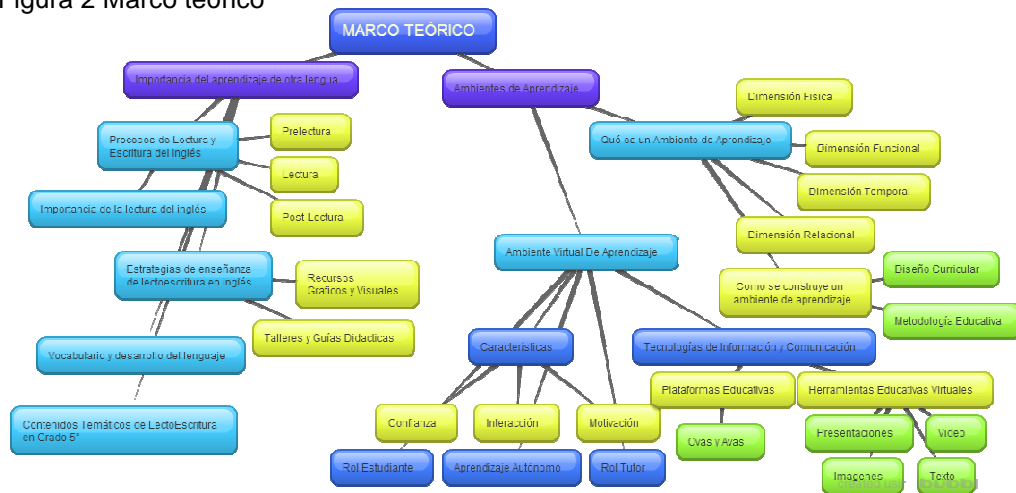 Figura 2 Marco teórico
MARCO TEÓRICO
Importancia del aprendizaje de otra lengua
Procesos de Lectura y
Escritura del Inglés
Prelectura
Lectura
Post Lectura
Importancia de la lectura del inglés
Estrategias de enseñanza
de lectoescritura en inglés
Recursos
Gráficos y Visuales
Talleres y Guías Didacticas
Vocabulario y desarrollo del lenguaje
Contenidos Temáticos de LectoEscritura
en Grado 5°
Ambientes de Aprendizaje
Qué es un Ambiente de Aprendizaje
Dimensión Física
Dimensión Funcional
Dimensión Temporal
Dimensión Relacional
Como se construye un
ambiente de aprendizaje
Diseño Curricular
Metodología Educativa
Ambiente Virtual De Aprendizaje
Características
Confianza
Interacción
Motivación
Rol Estudiante
Aprendizaje Autónomo
Rol Tutor
Tecnologías de Información y Comunicación
Plataformas Educativas
Ovas y Avas
Herramientas Educativas Virtuales
Presentaciones
Video
Imagenes
Texto